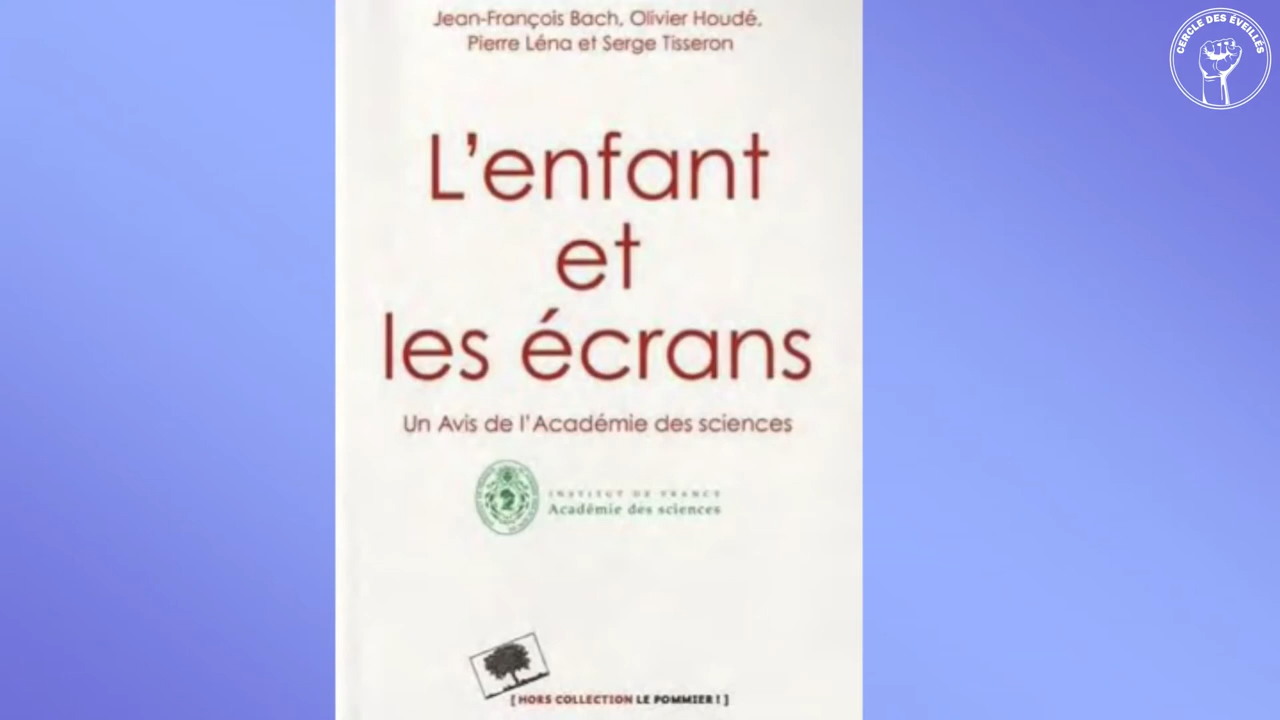 Jean-François Bach, Olivier Houdé,
Pierre Léna et Serge Tisseron
L'enfant
et
les écrans
Un Avis de l'Académie des sciences
INSTITUT DE FRANCE
Académie des sciences
[ HORS COLLECTION LE POMMIER ! ]
CERCLE DES ÉVEILLÉS